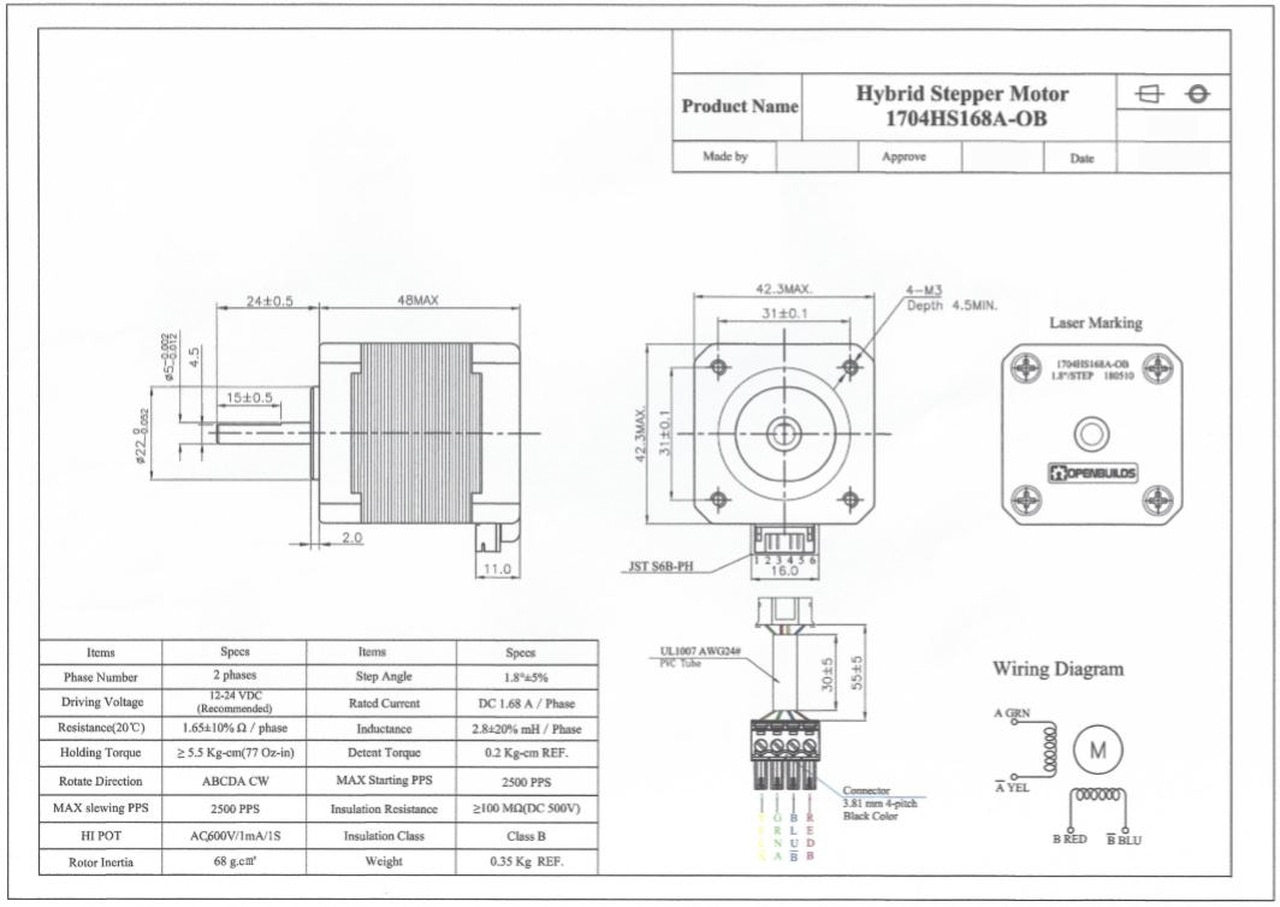 Product Name
Hybrid Stepper Motor
1704HS168A-OB
Made by
Approve
Date
24±0.5
48MAX
ø5-0.002
-0.012
4.5
15±0.5
ø22 0
-0.052
2.0
11.0
42.3MAX.
31±0.1
4-M3
Depth 4.5MIN.
42.3MAX.
31±0.1
JST S6B-PH
1 2 3 4 5 6
16.0
Laser Marking
1704HS168A-OB
1.8°/STEP 180510
OPENBUILDS
UL1007 AWG24#
PVC Tube
30±5
55±5
Connector
3.81 mm 4-pitch
Black Color
GRN A
BLU B̅
RED B
Wiring Diagram
A GRN
A̅ YEL
M
B RED B̅ BLU
Items Specs Items Specs
Phase Number 2 phases Step Angle 1.8°±5%
Driving Voltage 12-24 VDC (Recommended) Rated Current DC 1.68 A / Phase
Resistance(20℃) 1.65±10% Ω / phase Inductance 2.8±20% mH / Phase
Holding Torque ≥ 5.5 Kg-cm(77 Oz-in) Detent Torque 0.2 Kg-cm REF.
Rotate Direction ABCDA CW MAX Starting PPS 2500 PPS
MAX slewing PPS 2500 PPS Insulation Resistance ≥100 MΩ(DC 500V)
HI POT AC,600V/1mA/1S Insulation Class Class B
Rotor Inertia 68 g.cm² Weight 0.35 Kg REF.